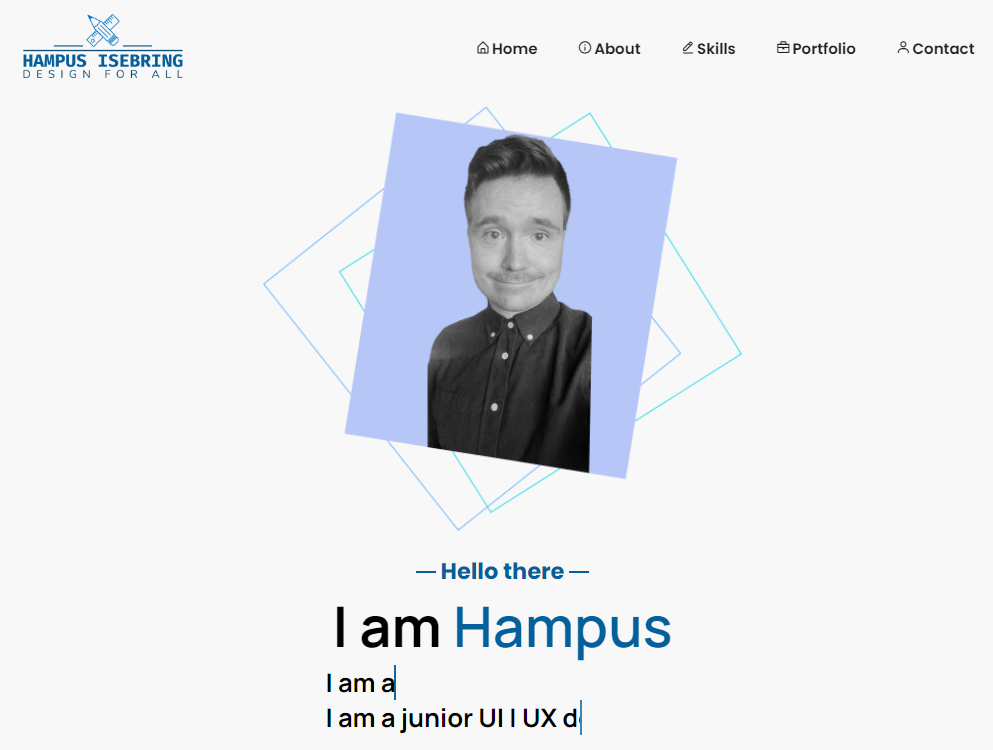 HAMPUS ISEBRING
DESIGN FOR ALL
Home About Skills Portfolio Contact
Hello there
I am Hampus
I am a
I am a junior UI | UX d